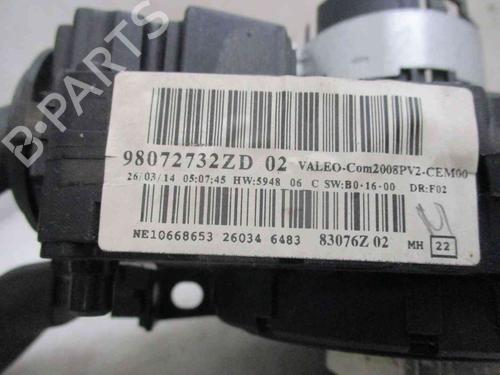 B-PARTS
98072732ZD 02 VALEO-Com2008PV2-CEM00
26/03/14 05:07:45 HW:5948 06 C SW:B0-16-00 DR:F02
NE10668653 26034 6483 83076Z 02 MH 22